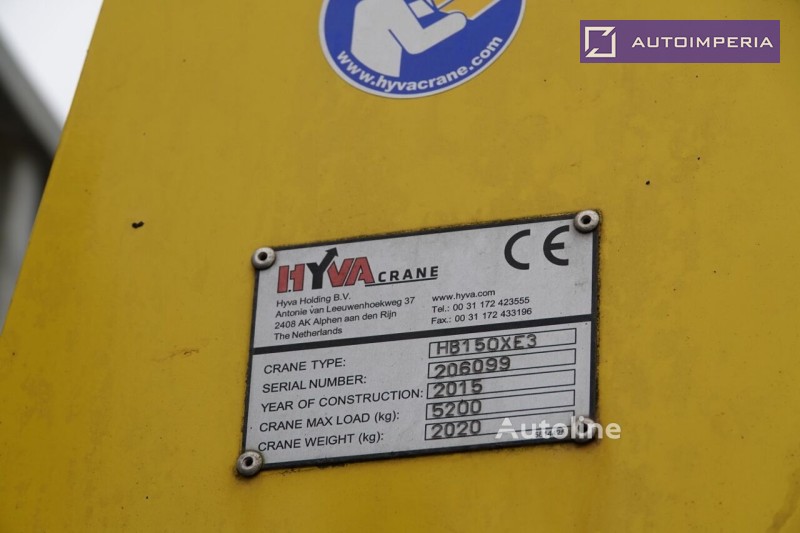 www.hyvacrane.com
AUTOIMPERIA
HYVA CRANE
CE
Hyva Holding B.V.
Antonie van Leeuwenhoekweg 37
2408 AK Alphen aan den Rijn
The Netherlands
www.hyva.com
Tel.: 00 31 172 423555
Fax.: 00 31 172 433196
CRANE TYPE: HB150XE3
SERIAL NUMBER: 206099
YEAR OF CONSTRUCTION: 2015
CRANE MAX LOAD (kg): 5200
CRANE WEIGHT (kg): 2020
Autoline